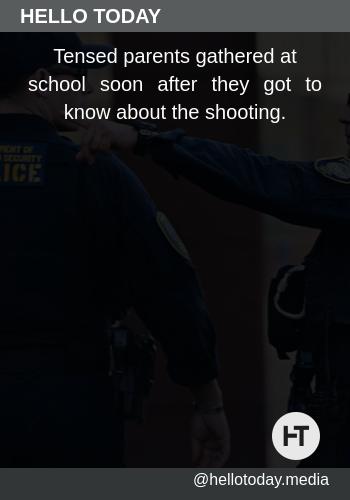 HELLO TODAY
Tensed parents gathered at
school soon after they got to
know about the shooting.
MENT OF
SECURITY
LICE
HT
@hellotoday.media